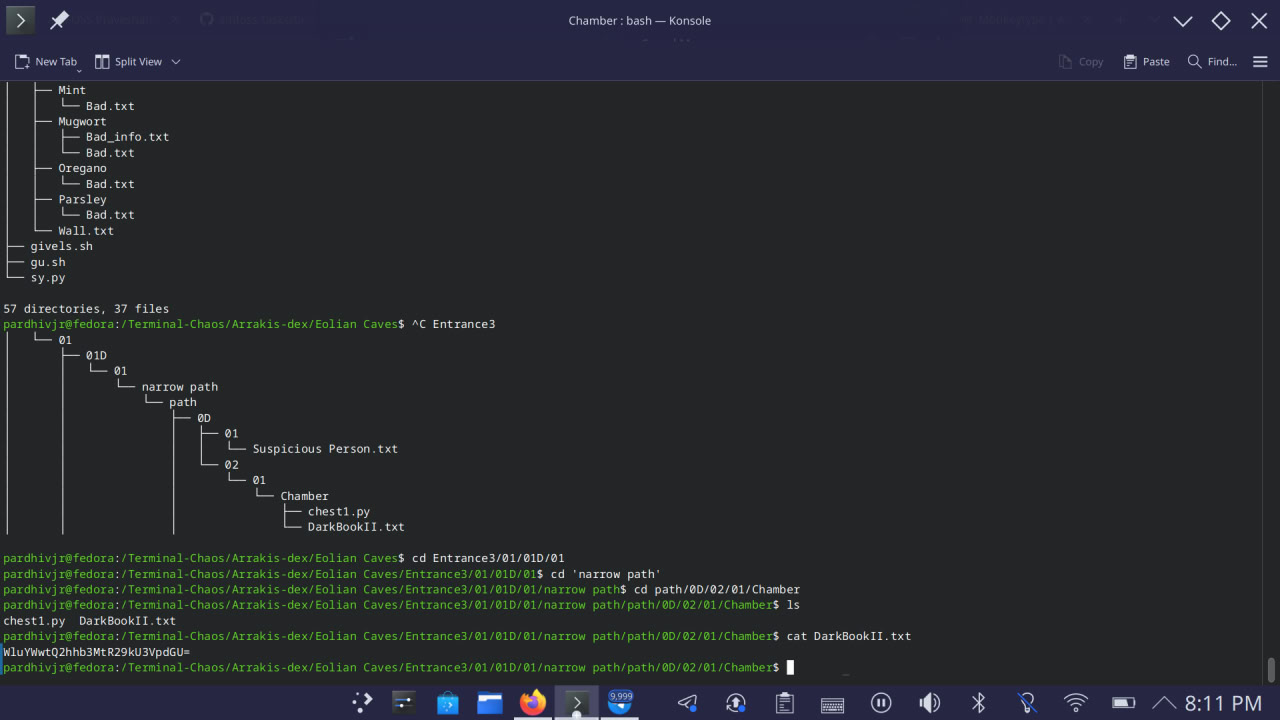 Chamber : bash — Konsole
New Tab Split View Copy Paste Find...
├── Mint
│ └── Bad.txt
├── Mugwort
│ ├── Bad_info.txt
│ └── Bad.txt
├── Oregano
│ └── Bad.txt
├── Parsley
│ └── Bad.txt
└── Wall.txt
├── givels.sh
├── gu.sh
└── sy.py
57 directories, 37 files
pardhivjr@fedora:/Terminal-Chaos/Arrakis-dex/Eolian Caves$ ^C Entrance3
│ └── 01
│ ├── 01D
│ │ └── 01
│ │ └── narrow path
│ │ └── path
│ │ ├── 0D
│ │ │ ├── 01
│ │ │ │ └── Suspicious Person.txt
│ │ │ └── 02
│ │ │ └── 01
│ │ │ └── Chamber
│ │ │ ├── chest1.py
│ │ │ └── DarkBookII.txt
pardhivjr@fedora:/Terminal-Chaos/Arrakis-dex/Eolian Caves$ cd Entrance3/01/01D/01
pardhivjr@fedora:/Terminal-Chaos/Arrakis-dex/Eolian Caves/Entrance3/01/01D/01$ cd 'narrow path'
pardhivjr@fedora:/Terminal-Chaos/Arrakis-dex/Eolian Caves/Entrance3/01/01D/01/narrow path$ cd path/0D/02/01/Chamber
pardhivjr@fedora:/Terminal-Chaos/Arrakis-dex/Eolian Caves/Entrance3/01/01D/01/narrow path/path/0D/02/01/Chamber$ ls
chest1.py DarkBookII.txt
pardhivjr@fedora:/Terminal-Chaos/Arrakis-dex/Eolian Caves/Entrance3/01/01D/01/narrow path/path/0D/02/01/Chamber$ cat DarkBookII.txt
WluYWwtQ2hhb3MtR29kU3VpdGU=
pardhivjr@fedora:/Terminal-Chaos/Arrakis-dex/Eolian Caves/Entrance3/01/01D/01/narrow path/path/0D/02/01/Chamber$
9,999
8:11 PM